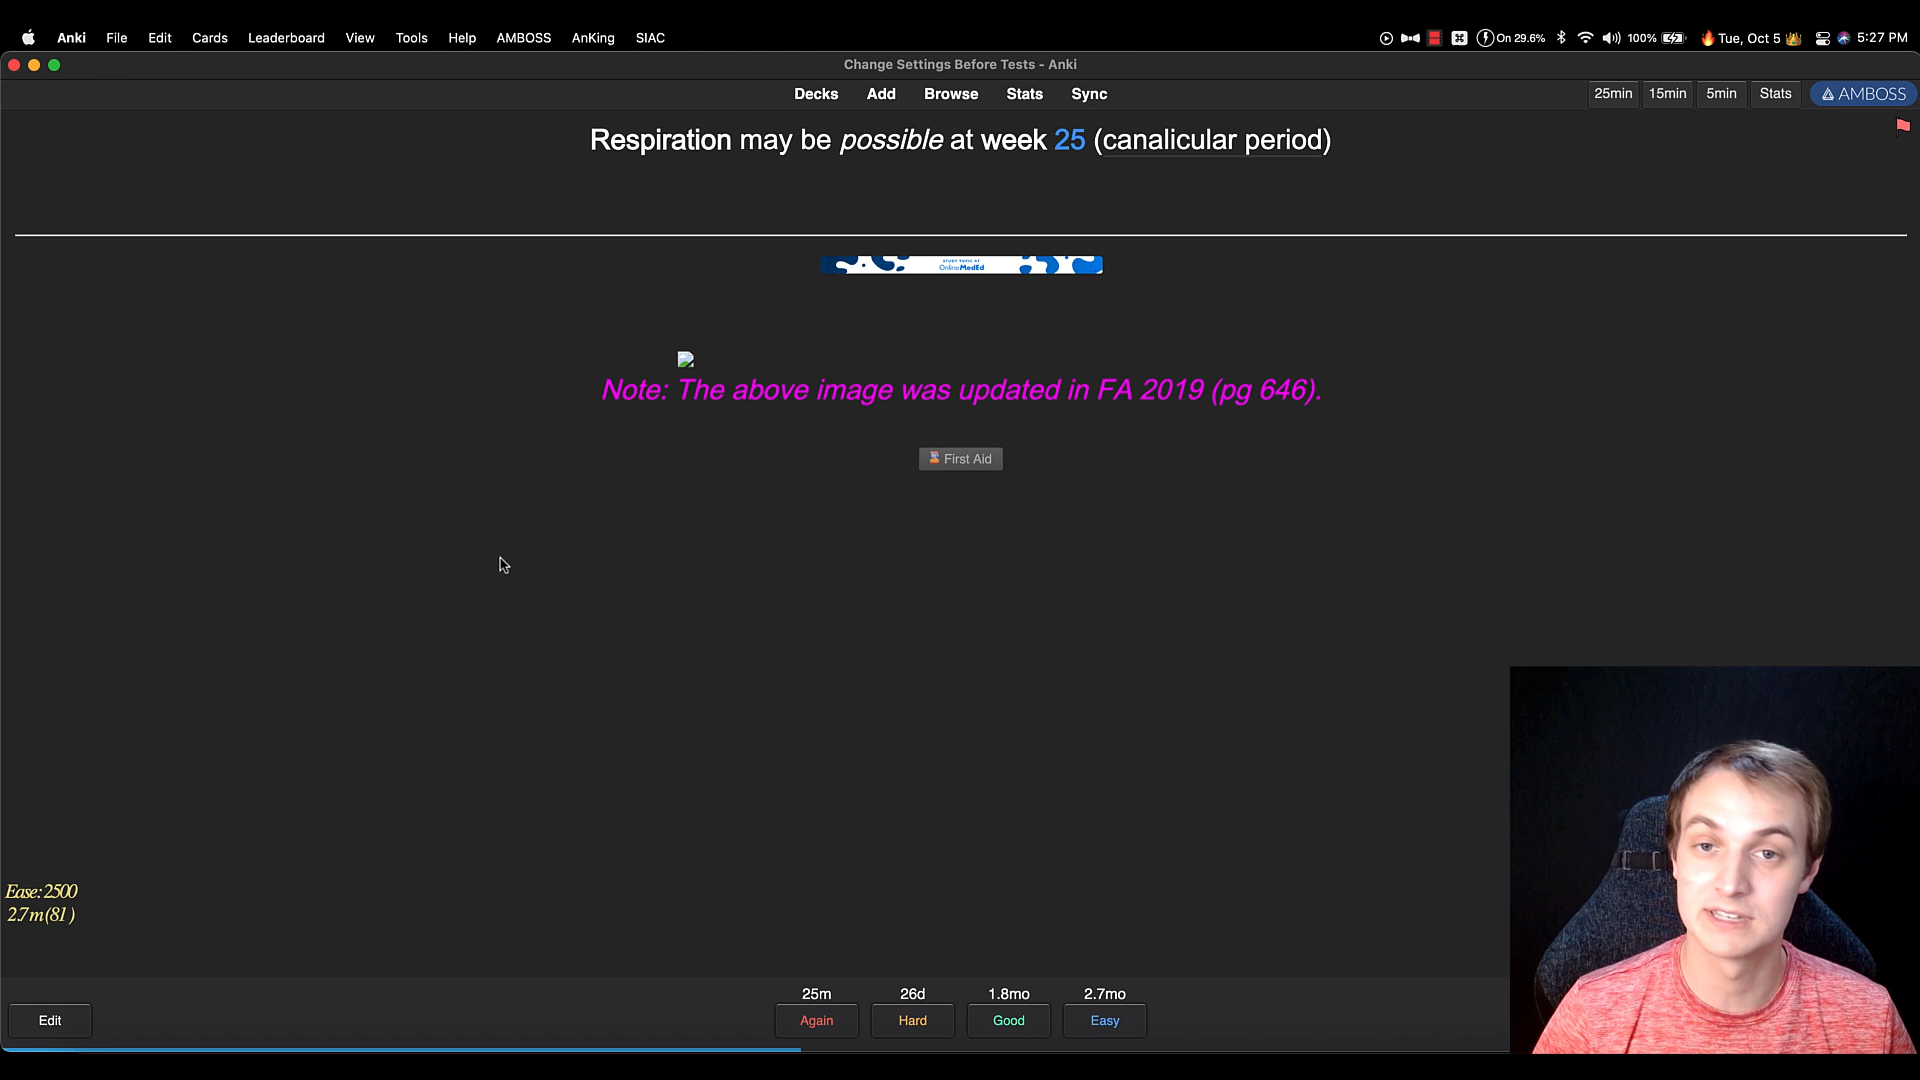 Anki File Edit Cards Leaderboard View Tools Help AMBOSS AnKing SIAC On 29.6% 100% Tue, Oct 5 5:27 PM
Change Settings Before Tests - Anki
Decks Add Browse Stats Sync 25min 15min 5min Stats AMBOSS
Respiration may be possible at week 25 (canalicular period)
STUDY TOPIC AT
OnlineMedEd
Note: The above image was updated in FA 2019 (pg 646).
First Aid
Ease:2500
2.7m(81)
25m 26d 1.8mo 2.7mo
Edit Again Hard Good Easy